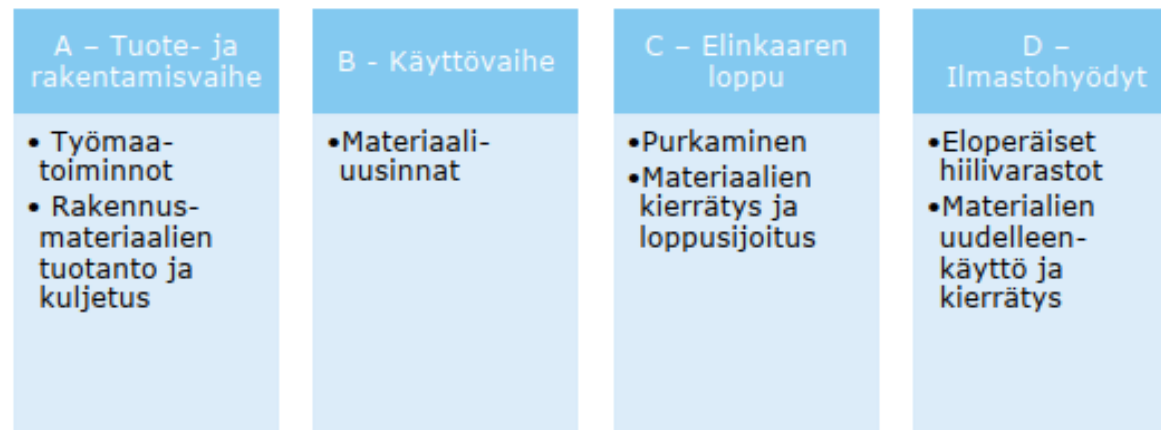 A – Tuote- ja
rakentamisvaihe
• Työmaa-
toiminnot
• Rakennus-
materiaalien
tuotanto ja
kuljetus
B - Käyttövaihe
•Materiaali-
uusinnat
C – Elinkaaren
loppu
•Purkaminen
•Materiaalien
kierrätys ja
loppusijoitus
D –
Ilmastohyödyt
•Eloperäiset
hiilivarastot
•Materialien
uudelleen-
käyttö ja
kierrätys